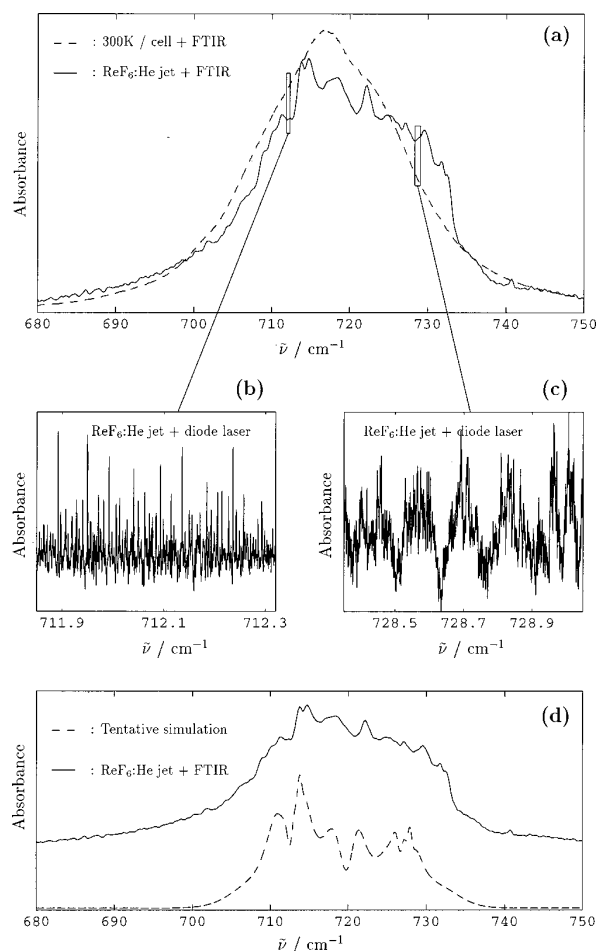 (a)
– – : 300K / cell + FTIR
— : ReF₆:He jet + FTIR
Absorbance
680 690 700 710 720 730 740 750
ν̃ / cm⁻¹
(b)
(c)
ReF₆:He jet + diode laser
Absorbance
711.9 712.1 712.3
ν̃ / cm⁻¹
ReF₆:He jet + diode laser
Absorbance
728.5 728.7 728.9
ν̃ / cm⁻¹
(d)
– – : Tentative simulation
— : ReF₆:He jet + FTIR
Absorbance
680 690 700 710 720 730 740 750
ν̃ / cm⁻¹